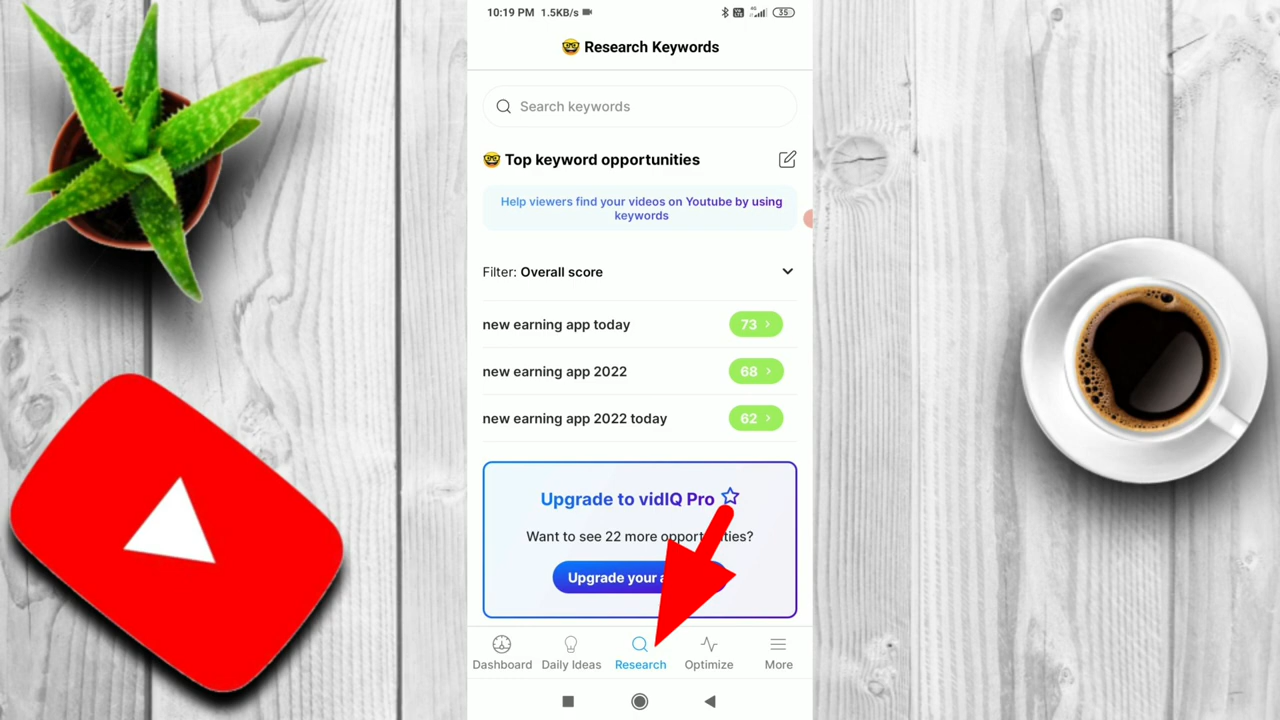 10:19 PM 1.5KB/s
4G
35
Research Keywords
Search keywords
Top keyword opportunities
Help viewers find your videos on Youtube by using
keywords
Filter: Overall score
new earning app today 73
new earning app 2022 68
new earning app 2022 today 62
Upgrade to vidIQ Pro
Want to see 22 more opportunities?
Upgrade your
Dashboard Daily Ideas Research Optimize More